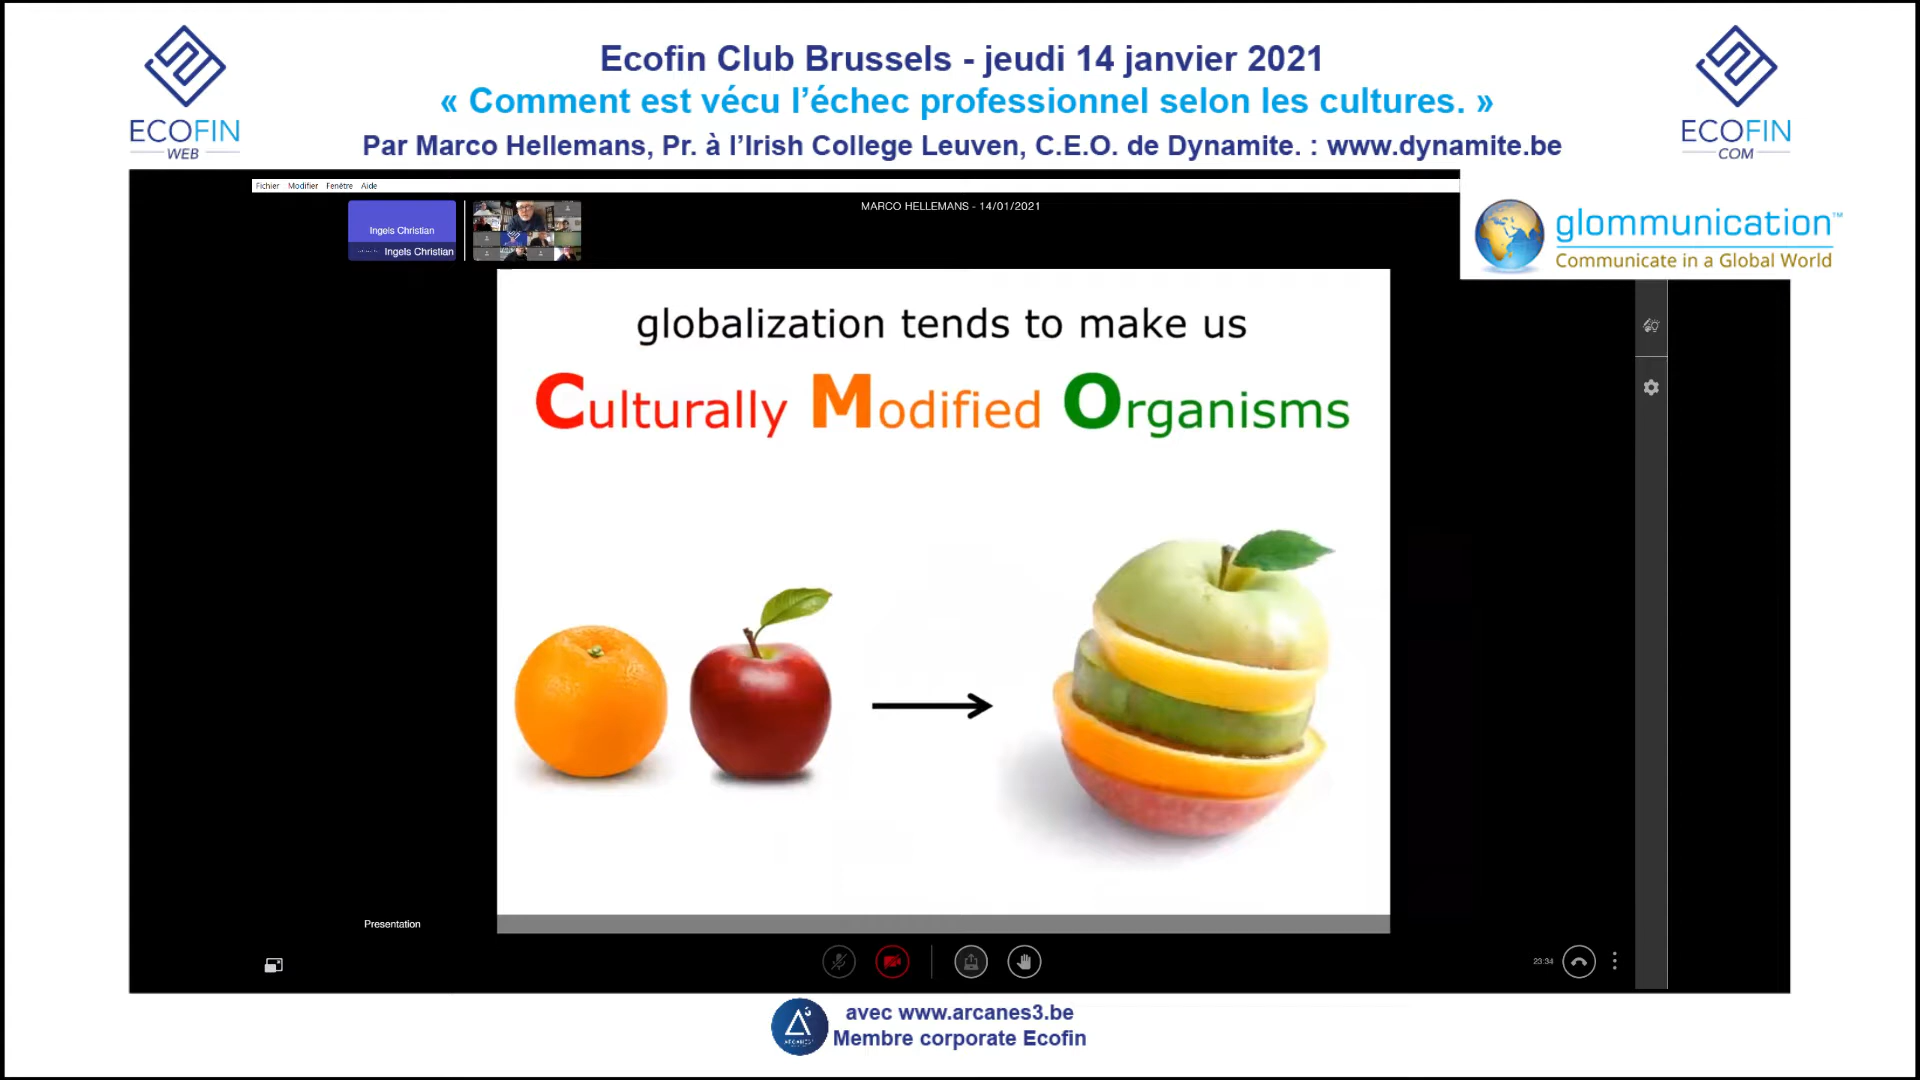 Ecofin Club Brussels - jeudi 14 janvier 2021
« Comment est vécu l’échec professionnel selon les cultures. »
Par Marco Hellemans, Pr. à l’Irish College Leuven, C.E.O. de Dynamite. : www.dynamite.be
ECOFIN
WEB
ECOFIN
COM
Fichier Modifier Fenêtre Aide
MARCO HELLEMANS - 14/01/2021
Ingels Christian
Ingels Christian
glommunication™
Communicate in a Global World
globalization tends to make us
Culturally Modified Organisms
Presentation
23:34
avec www.arcanes3.be
Membre corporate Ecofin